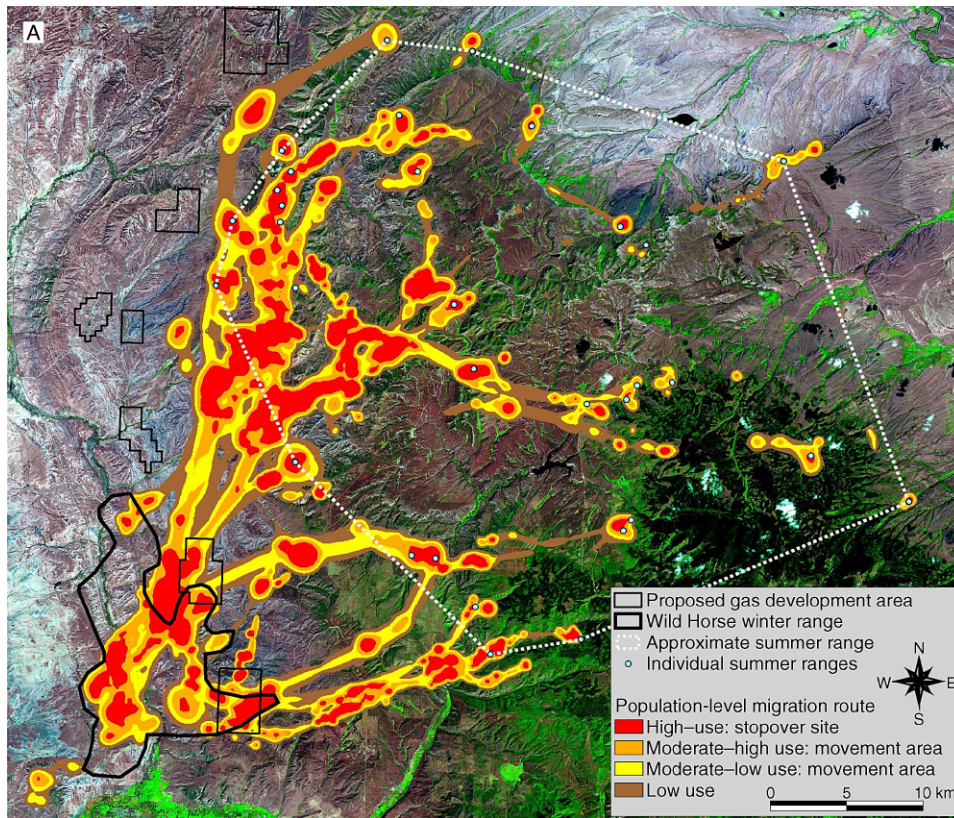 A
Proposed gas development area
Wild Horse winter range
Approximate summer range
Individual summer ranges
N
W E
S
Population-level migration route
High–use: stopover site
Moderate–high use: movement area
Moderate–low use: movement area
Low use
0 5 10 km